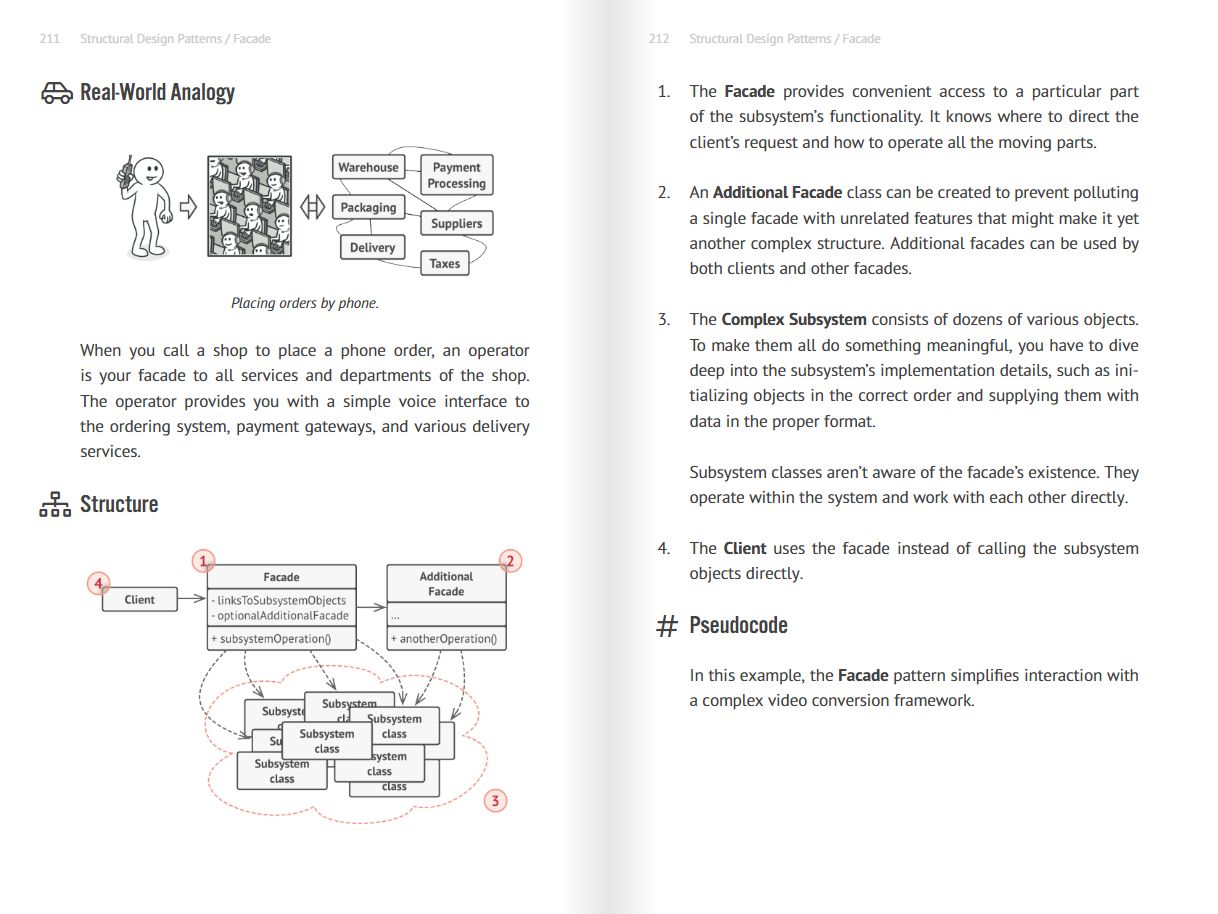 211 Structural Design Patterns / Facade
Real-World Analogy
Warehouse
Payment
Processing
Packaging
Suppliers
Delivery
Taxes
Placing orders by phone.
When you call a shop to place a phone order, an operator
is your facade to all services and departments of the shop.
The operator provides you with a simple voice interface to
the ordering system, payment gateways, and various delivery
services.
Structure
1
2
4
Facade
Additional
Facade
Client
- linksToSubsystemObjects
- optionalAdditionalFacade
...
+ subsystemOperation()
+ anotherOperation()
Subsystem
Subsystem
class
Subsystem
class
Subsystem
class
class
class
3
212 Structural Design Patterns / Facade
1. The Facade provides convenient access to a particular part
of the subsystem's functionality. It knows where to direct the
client's request and how to operate all the moving parts.
2. An Additional Facade class can be created to prevent polluting
a single facade with unrelated features that might make it yet
another complex structure. Additional facades can be used by
both clients and other facades.
3. The Complex Subsystem consists of dozens of various objects.
To make them all do something meaningful, you have to dive
deep into the subsystem's implementation details, such as ini-
tializing objects in the correct order and supplying them with
data in the proper format.
Subsystem classes aren't aware of the facade's existence. They
operate within the system and work with each other directly.
4. The Client uses the facade instead of calling the subsystem
objects directly.
# Pseudocode
In this example, the Facade pattern simplifies interaction with
a complex video conversion framework.